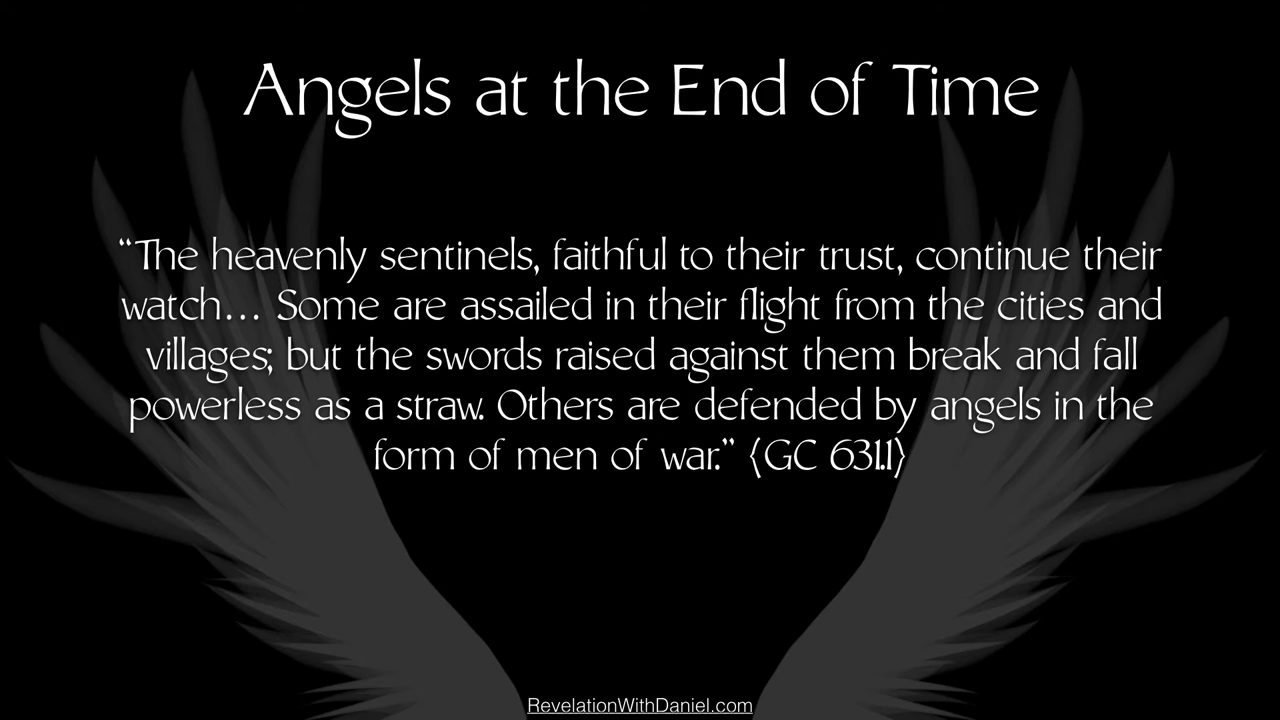 Angels at the End of Time
“The heavenly sentinels, faithful to their trust, continue their
watch… Some are assailed in their flight from the cities and
villages; but the swords raised against them break and fall
powerless as a straw. Others are defended by angels in the
form of men of war.” {GC 631.1}
RevelationWithDaniel.com